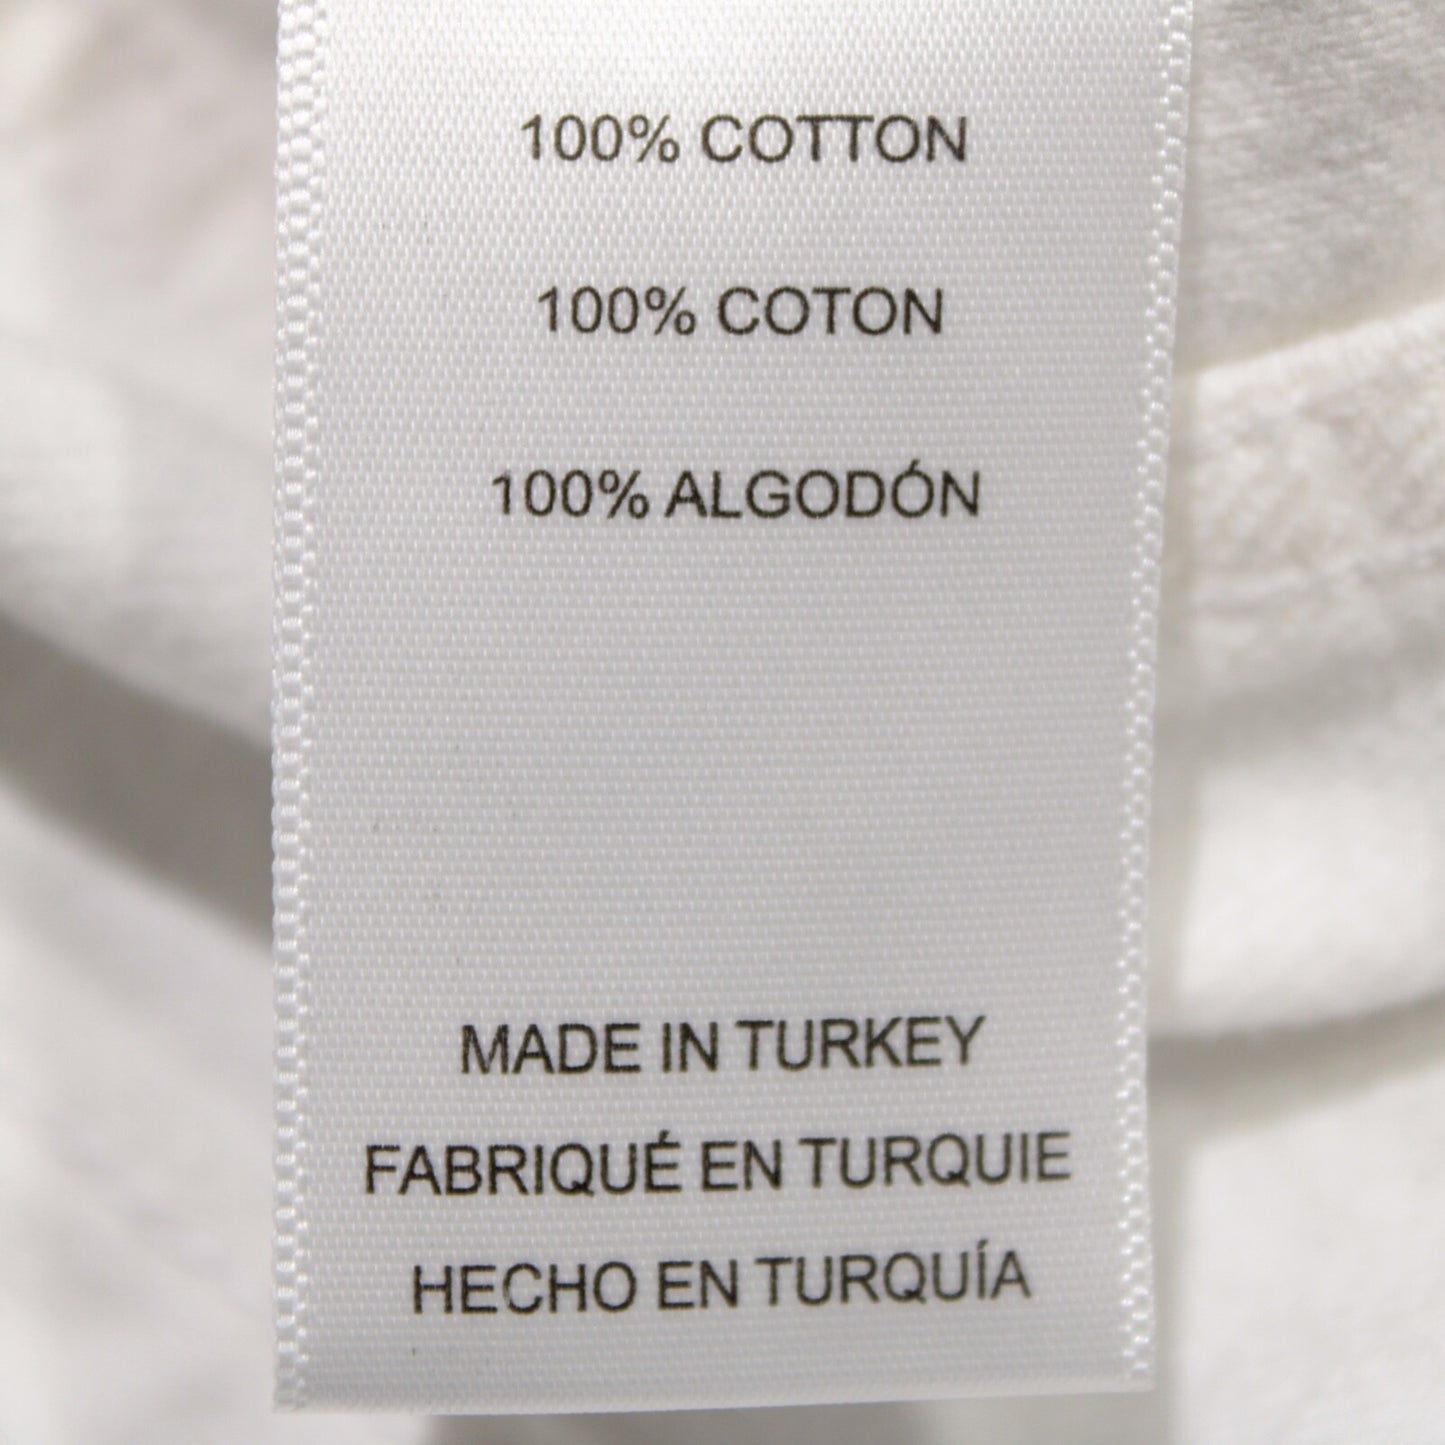 100% COTTON
100% COTON
100% ALGODÓN
MADE IN TURKEY
FABRIQUÉ EN TURQUIE
HECHO EN TURQUÍA